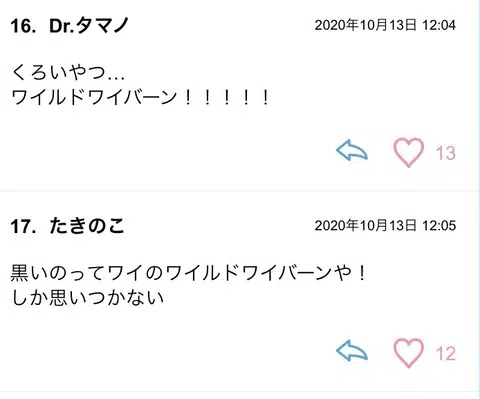 16. Dr.タマノ 2020年10月13日 12:04
くろいやつ…
ワイルドワイバーン！！！！！
13
17. たきのこ 2020年10月13日 12:05
黒いのってワイのワイルドワイバーンや！
しか思いつかない
12